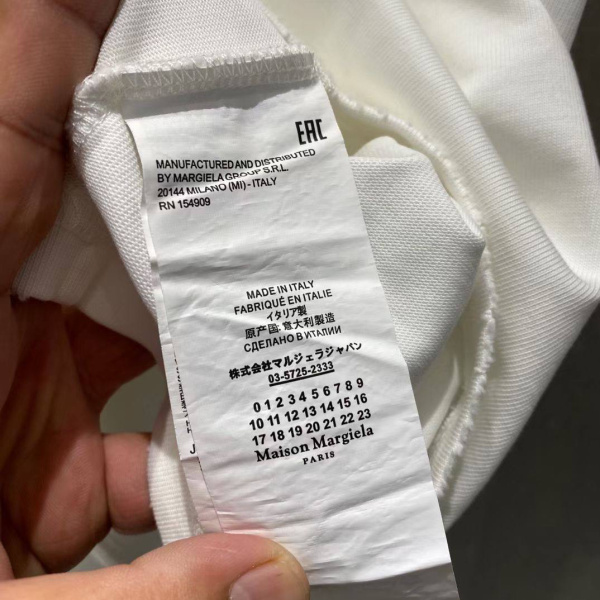 EAC
MANUFACTURED AND DISTRIBUTED
BY MARGIELA GROUP S.R.L.
20144 MILANO (MI) - ITALY
RN 154909
MADE IN ITALY
FABRIQUÉ EN ITALIE
イタリア製
原产国: 意大利製造
СДЕЛАНО В ИТАЛИИ
株式会社マルジェラジャパン
03-5725-2333
0 1 2 3 4 5 6 7 8 9
10 11 12 13 14 15 16
17 18 19 20 21 22 23
Maison Margiela
PARIS